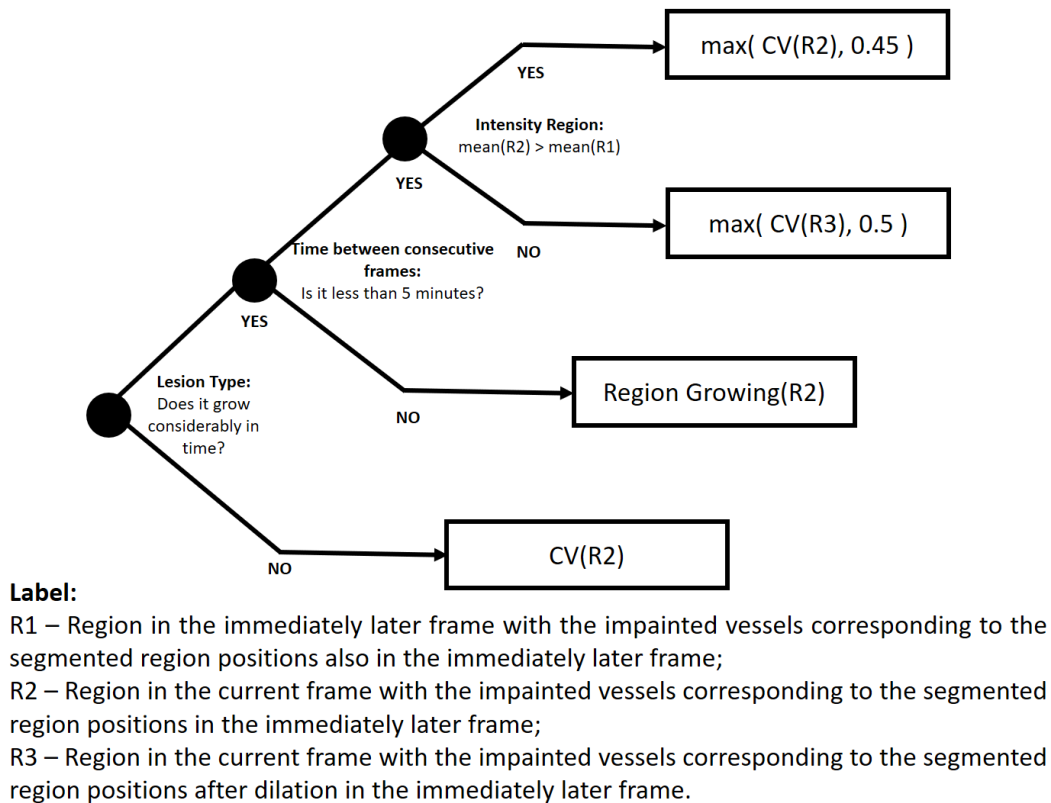 max( CV(R2), 0.45 )
YES
Intensity Region:
mean(R2) > mean(R1)
YES
max( CV(R3), 0.5 )
NO
Time between consecutive
frames:
Is it less than 5 minutes?
YES
Lesion Type:
Does it grow
considerably in
time?
Region Growing(R2)
NO
CV(R2)
NO
Label:
R1 – Region in the immediately later frame with the impainted vessels corresponding to the
segmented region positions also in the immediately later frame;
R2 – Region in the current frame with the impainted vessels corresponding to the segmented
region positions in the immediately later frame;
R3 – Region in the current frame with the impainted vessels corresponding to the segmented
region positions after dilation in the immediately later frame.